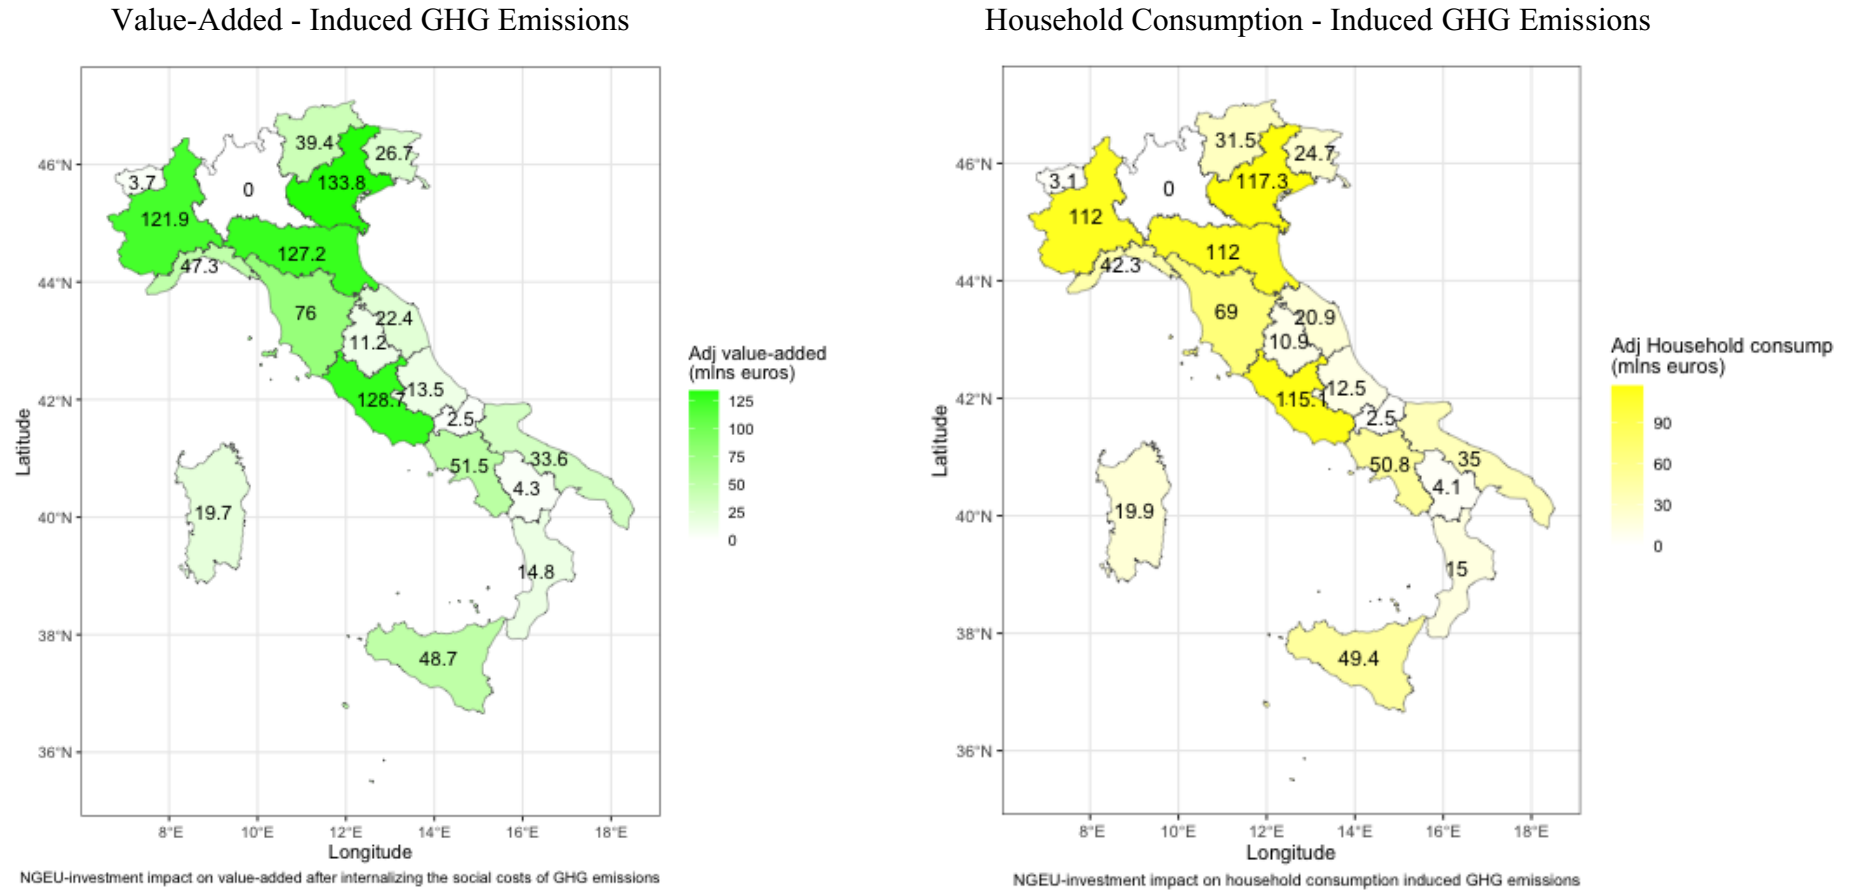 Value-Added - Induced GHG Emissions
39.4
26.7
3.7
0
133.8
121.9
127.2
47.3
76
22.4
11.2
13.5
128.7
2.5
51.5
33.6
4.3
19.7
14.8
48.7
46°N
44°N
42°N
40°N
38°N
36°N
Latitude
8°E
10°E
12°E
14°E
16°E
18°E
Longitude
Adj value-added
(mlns euros)
125
100
75
50
25
0
NGEU-investment impact on value-added after internalizing the social costs of GHG emissions
Household Consumption - Induced GHG Emissions
31.5
24.7
3.1
0
117.3
112
112
42.3
69
20.9
10.9
12.5
115.1
2.5
50.8
35
4.1
19.9
15
49.4
46°N
44°N
42°N
40°N
38°N
36°N
Latitude
8°E
10°E
12°E
14°E
16°E
18°E
Longitude
Adj Household consump
(mlns euros)
90
60
30
0
NGEU-investment impact on household consumption induced GHG emissions